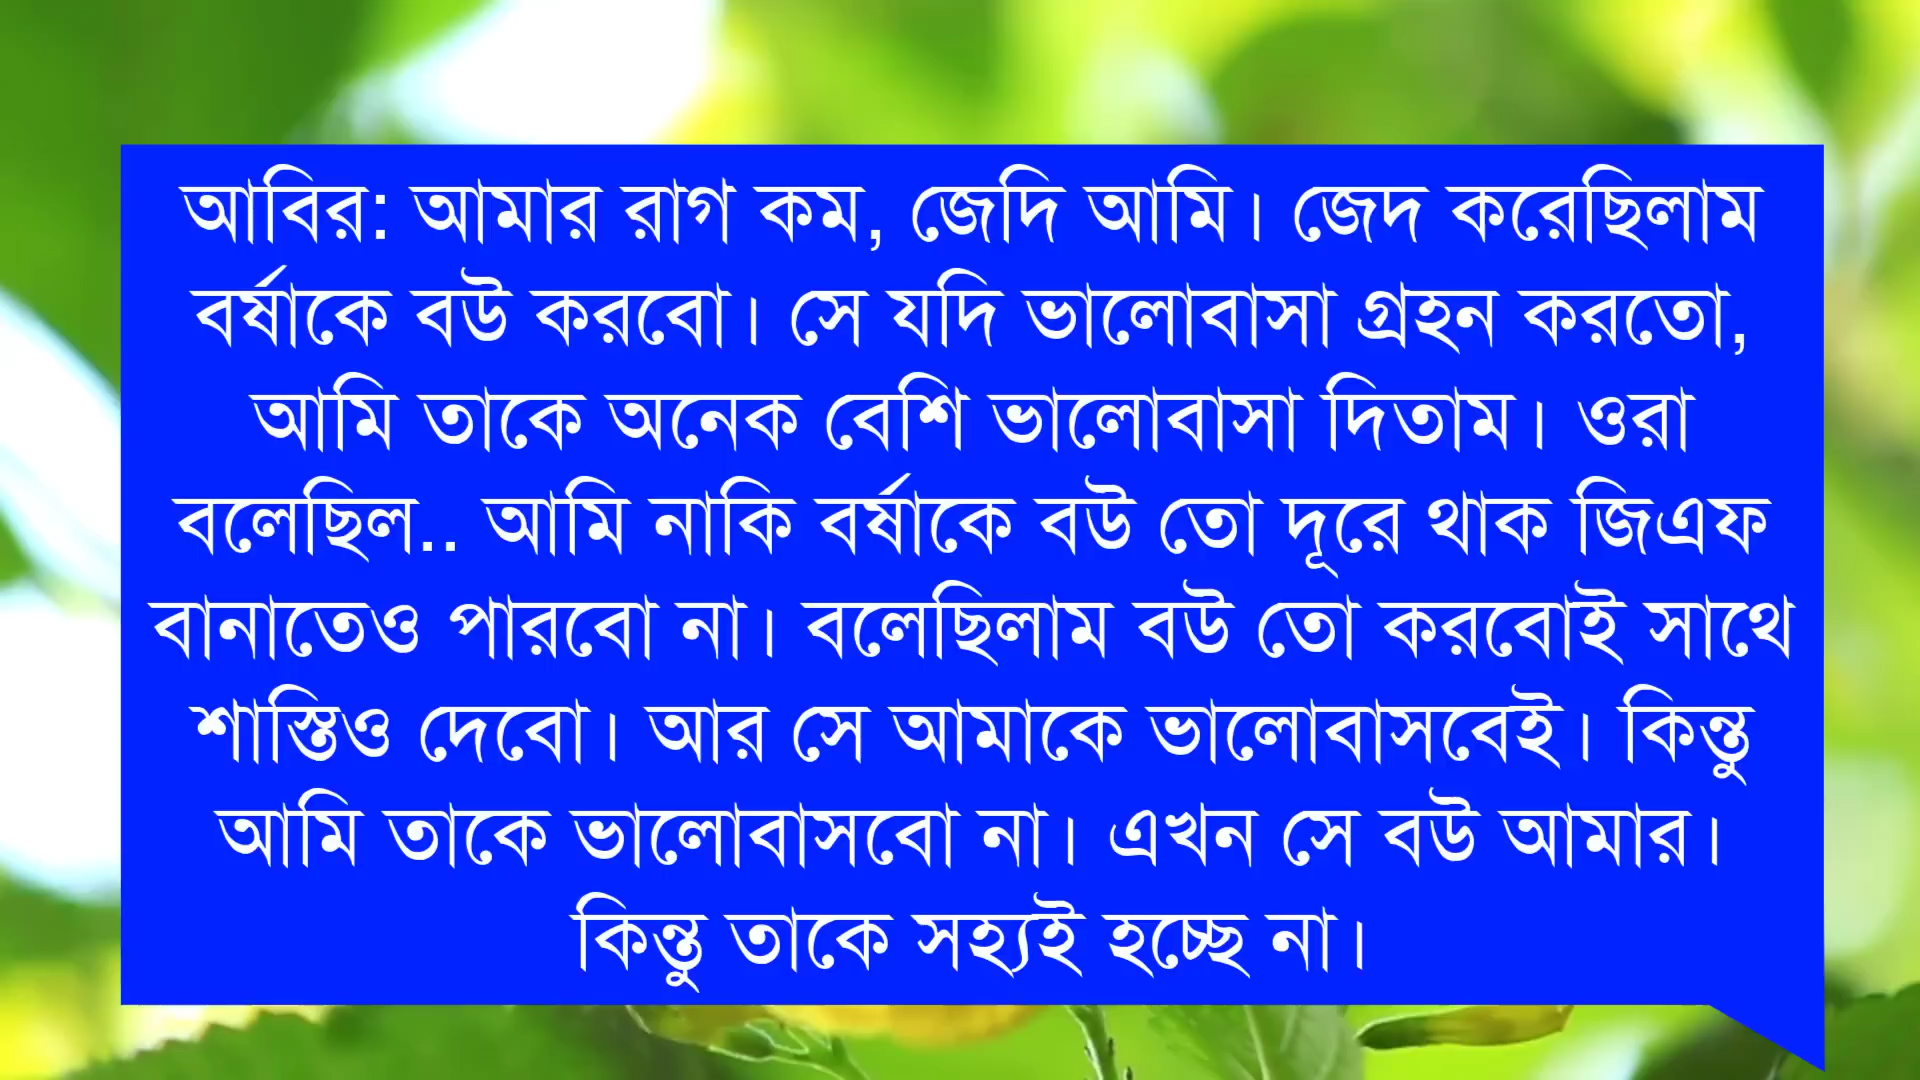 আবির: আমার রাগ কম, জেদি আমি। জেদ করেছিলাম
বর্ষাকে বউ করবো। সে যদি ভালোবাসা গ্রহন করতো,
আমি তাকে অনেক বেশি ভালোবাসা দিতাম। ওরা
বলেছিল.. আমি নাকি বর্ষাকে বউ তো দূরে থাক জিএফ
বানাতেও পারবো না। বলেছিলাম বউ তো করবোই সাথে
শাস্তিও দেবো। আর সে আমাকে ভালোবাসবেই। কিন্তু
আমি তাকে ভালোবাসবো না। এখন সে বউ আমার।
কিন্তু তাকে সহ্যই হচ্ছে না।